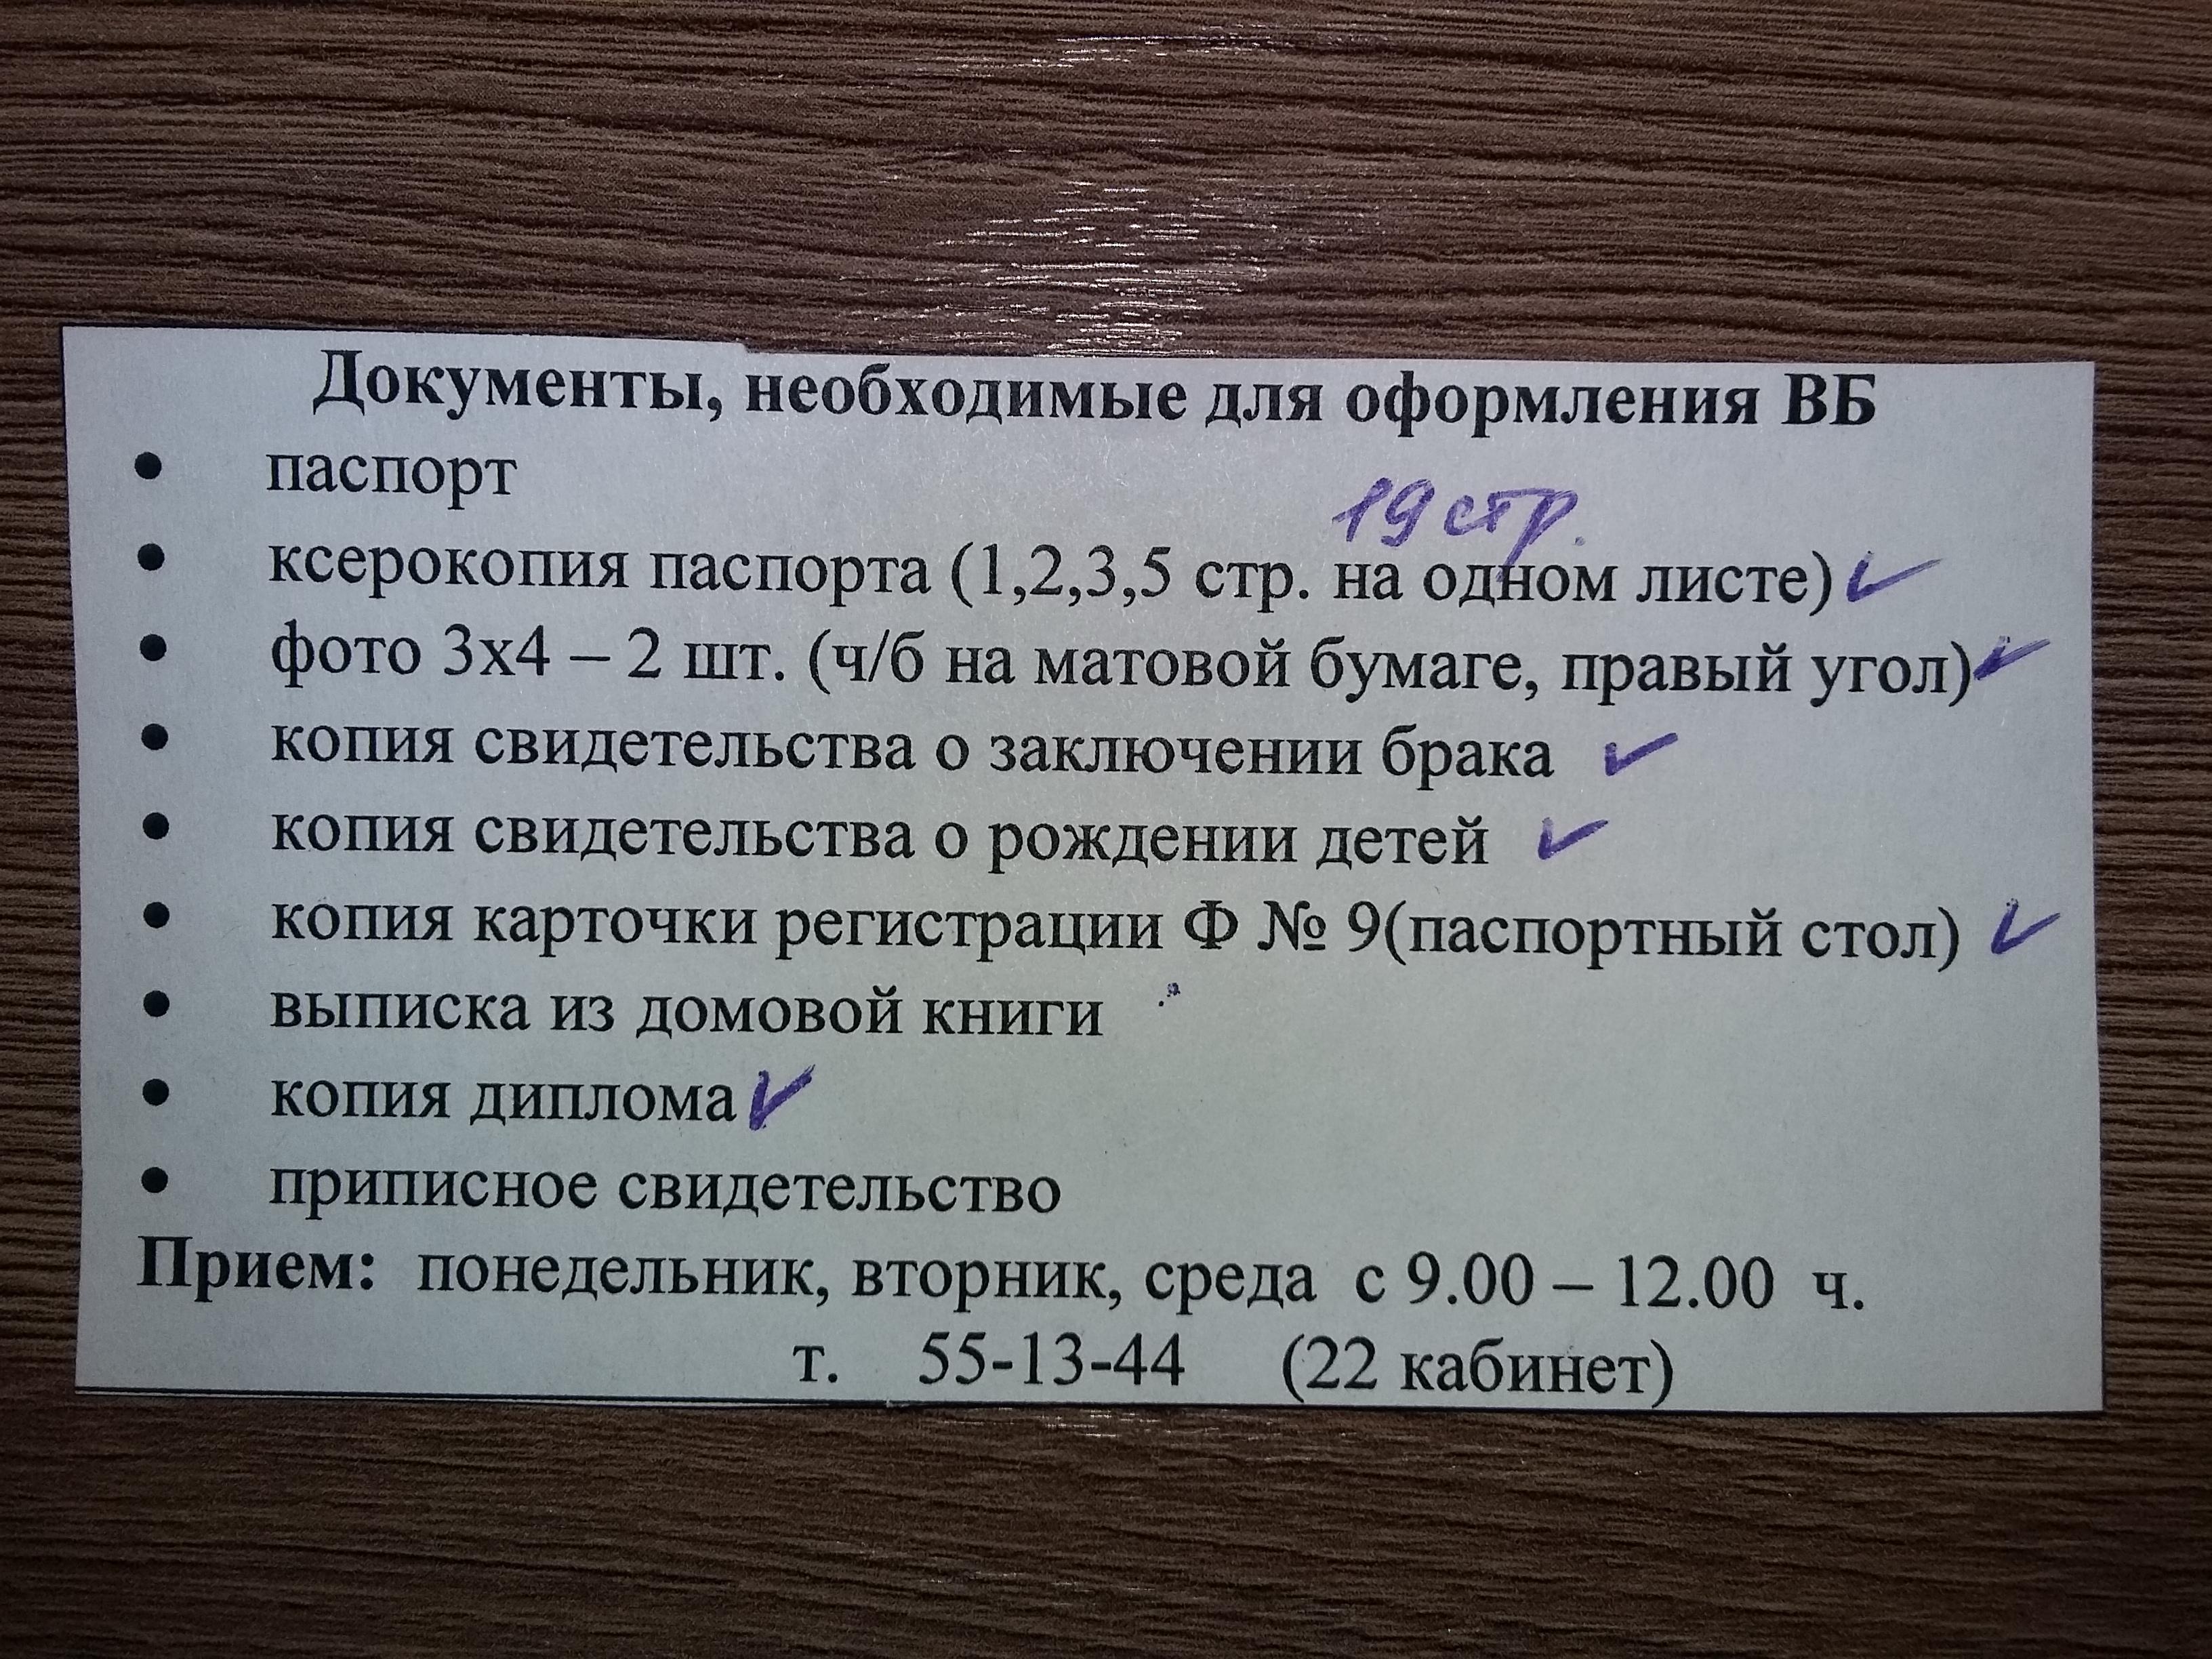 Документы, необходимые для оформления ВБ
• паспорт
19 стр.
• ксерокопия паспорта (1,2,3,5 стр. на одном листе) ✓
• фото 3х4 – 2 шт. (ч/б на матовой бумаге, правый угол) ✓
• копия свидетельства о заключении брака ✓
• копия свидетельства о рождении детей ✓
• копия карточки регистрации Ф № 9(паспортный стол) ✓
• выписка из домовой книги
• копия диплома ✓
• приписное свидетельство
Прием: понедельник, вторник, среда с 9.00 – 12.00 ч.
т. 55-13-44 (22 кабинет)